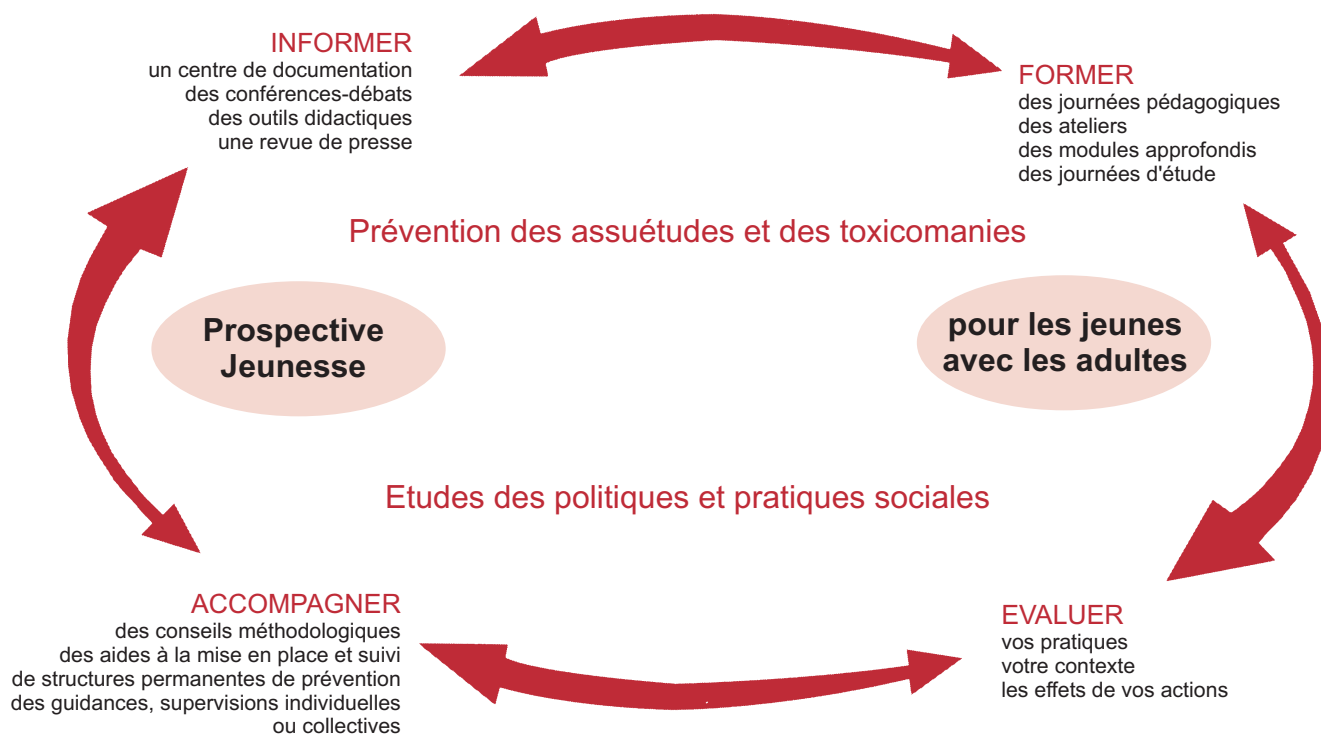 INFORMER
un centre de documentation
des conférences-débats
des outils didactiques
une revue de presse
FORMER
des journées pédagogiques
des ateliers
des modules approfondis
des journées d'étude
Prévention des assuétudes et des toxicomanies
Prospective
Jeunesse
pour les jeunes
avec les adultes
Etudes des politiques et pratiques sociales
ACCOMPAGNER
des conseils méthodologiques
des aides à la mise en place et suivi
de structures permanentes de prévention
des guidances, supervisions individuelles
ou collectives
EVALUER
vos pratiques
votre contexte
les effets de vos actions